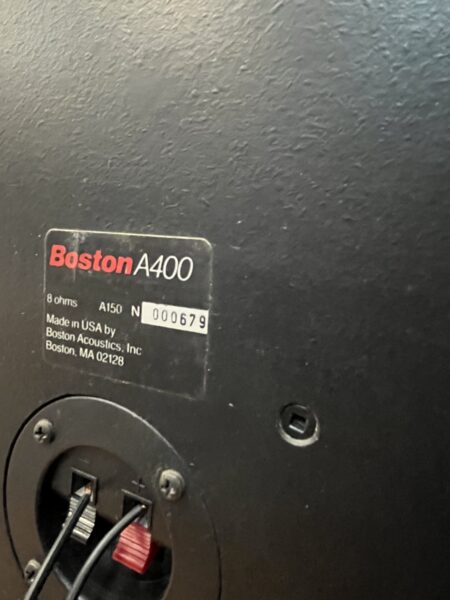 Boston A400
8 ohms A150 N 000679
Made in USA by
Boston Acoustics, Inc
Boston, MA 02128
- +